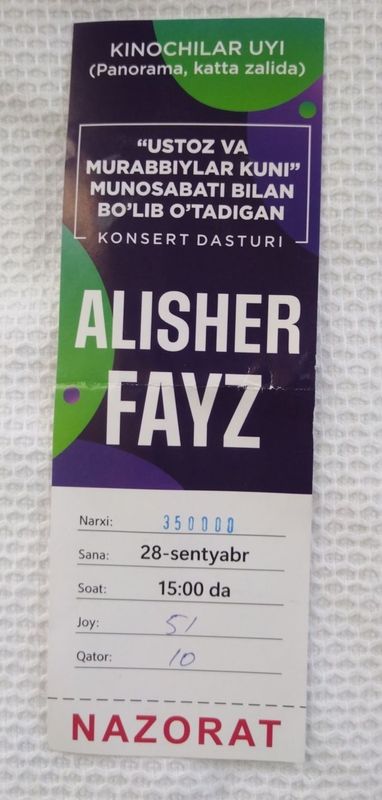 KINOCHILAR UYI
(Panorama, katta zalida)
“USTOZ VA
MURABBIYLAR KUNI”
MUNOSABATI BILAN
BO’LIB O’TADIGAN
KONSERT DASTURI
ALISHER
FAYZ
Narxi: 350000
Sana: 28-sentyabr
Soat: 15:00 da
Joy: 51
Qator: 10
NAZORAT